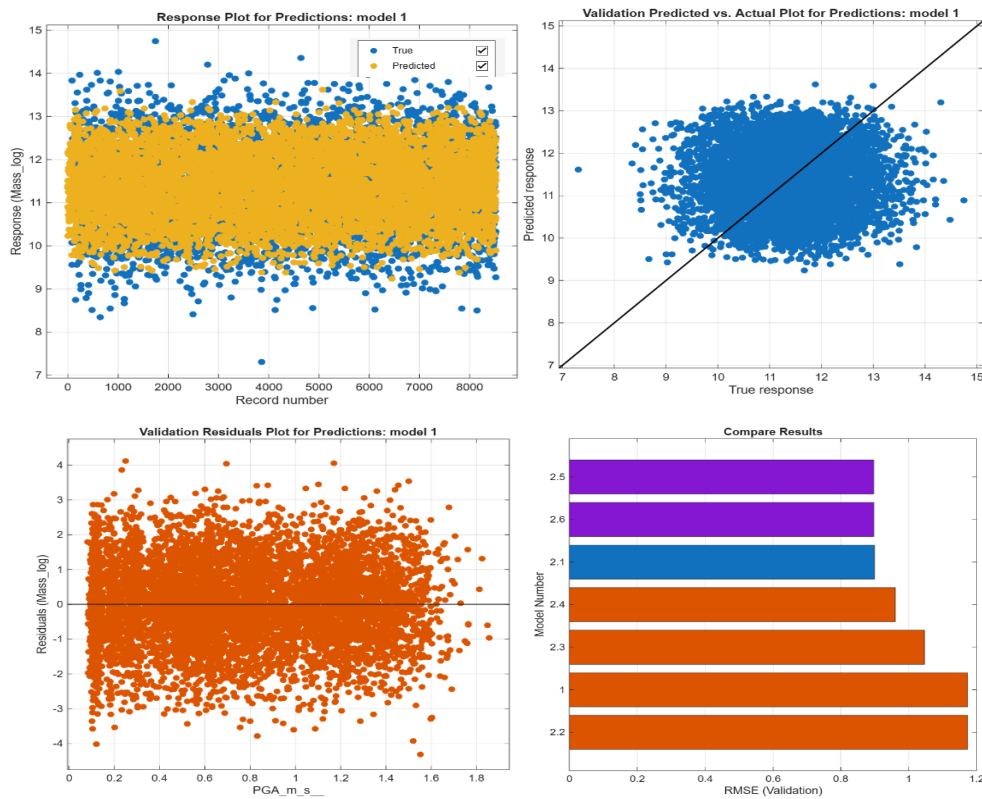 Response Plot for Predictions: model 1
15
14
13
12
11
10
9
8
7
Response (Mass_log)
True
Predicted
0 1000 2000 3000 4000 5000 6000 7000 8000
Record number
Validation Predicted vs. Actual Plot for Predictions: model 1
15
14
13
12
11
10
9
8
7
Predicted response
7 8 9 10 11 12 13 14 15
True response
Validation Residuals Plot for Predictions: model 1
4
3
2
1
0
-1
-2
-3
-4
Residuals (Mass_log)
0 0.2 0.4 0.6 0.8 1 1.2 1.4 1.6 1.8
PGA_m_s__
Compare Results
2.5
2.6
2.1
2.4
2.3
1
2.2
Model Number
0 0.2 0.4 0.6 0.8 1 1.2
RMSE (Validation)